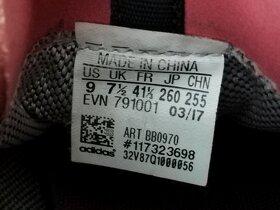 MADE IN CHINA
US UK FR JP CHN
9 7½ 41⅓ 260 255
EVN 791001 03/17
ART BB0970
#117323698
adidas
32V87Q1000056